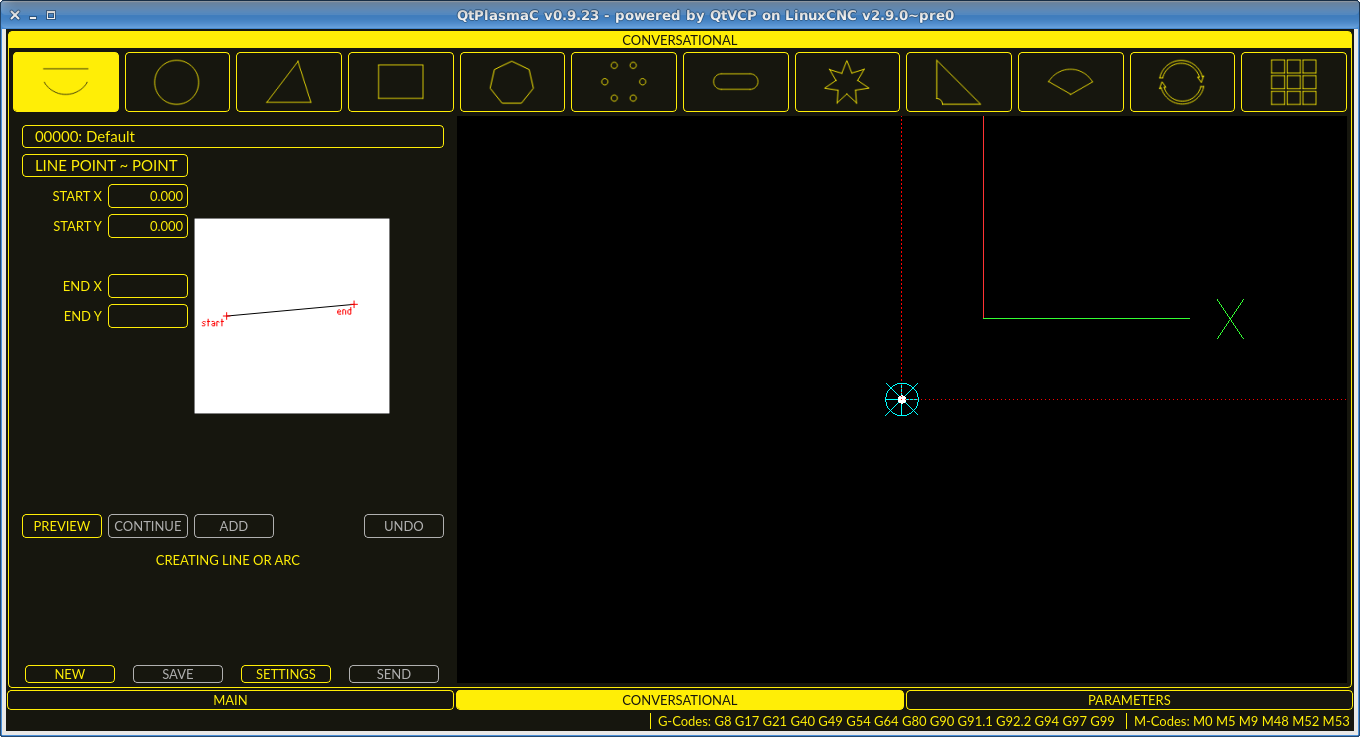 QtPlasmaC v0.9.23 - powered by QtVCP on LinuxCNC v2.9.0~pre0
CONVERSATIONAL
00000: Default
LINE POINT ~ POINT
START X 0.000
START Y 0.000
END X
END Y
start
end
X
PREVIEW CONTINUE ADD UNDO
CREATING LINE OR ARC
NEW SAVE SETTINGS SEND
MAIN CONVERSATIONAL PARAMETERS
G-Codes: G8 G17 G21 G40 G49 G54 G64 G80 G90 G91.1 G92.2 G94 G97 G99 M-Codes: M0 M5 M9 M48 M52 M53